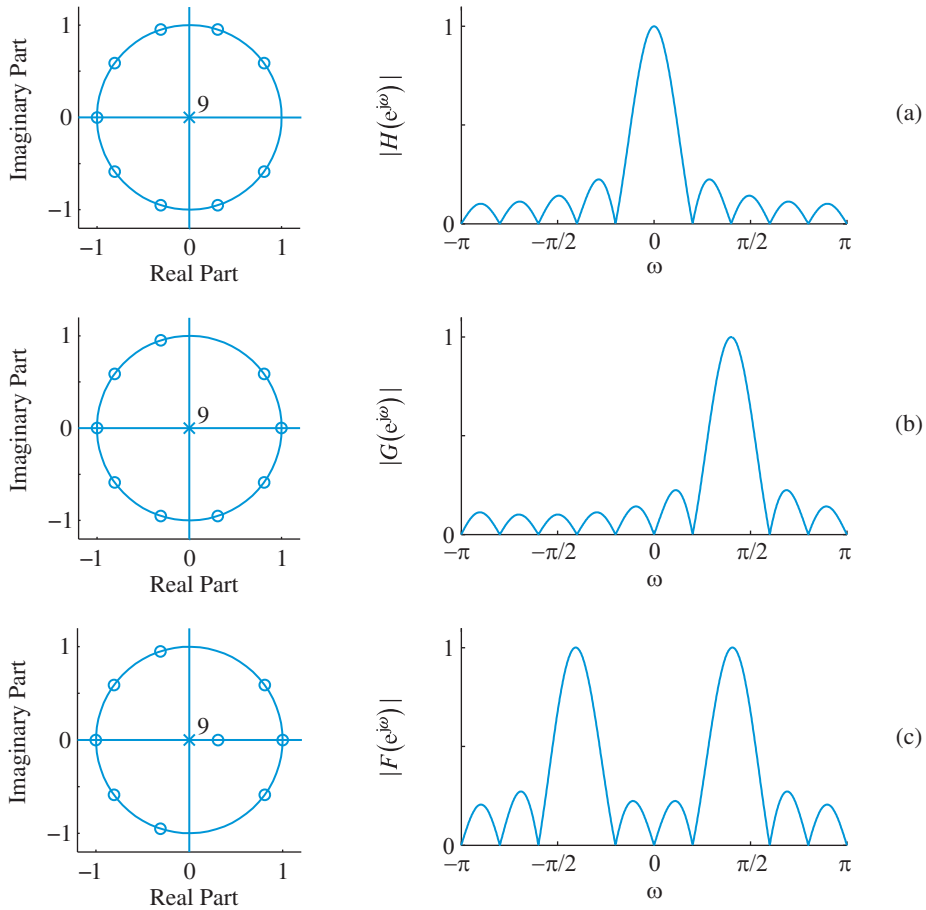 1
0
−1
−1
0
1
9
Imaginary Part
Real Part
|H(e^{jω})|
1
0
−π
−π/2
0
π/2
π
ω
(a)
1
0
−1
−1
0
1
9
Imaginary Part
Real Part
|G(e^{jω})|
1
0
−π
−π/2
0
π/2
π
ω
(b)
1
0
−1
−1
0
1
9
Imaginary Part
Real Part
|F(e^{jω})|
1
0
−π
−π/2
0
π/2
π
ω
(c)